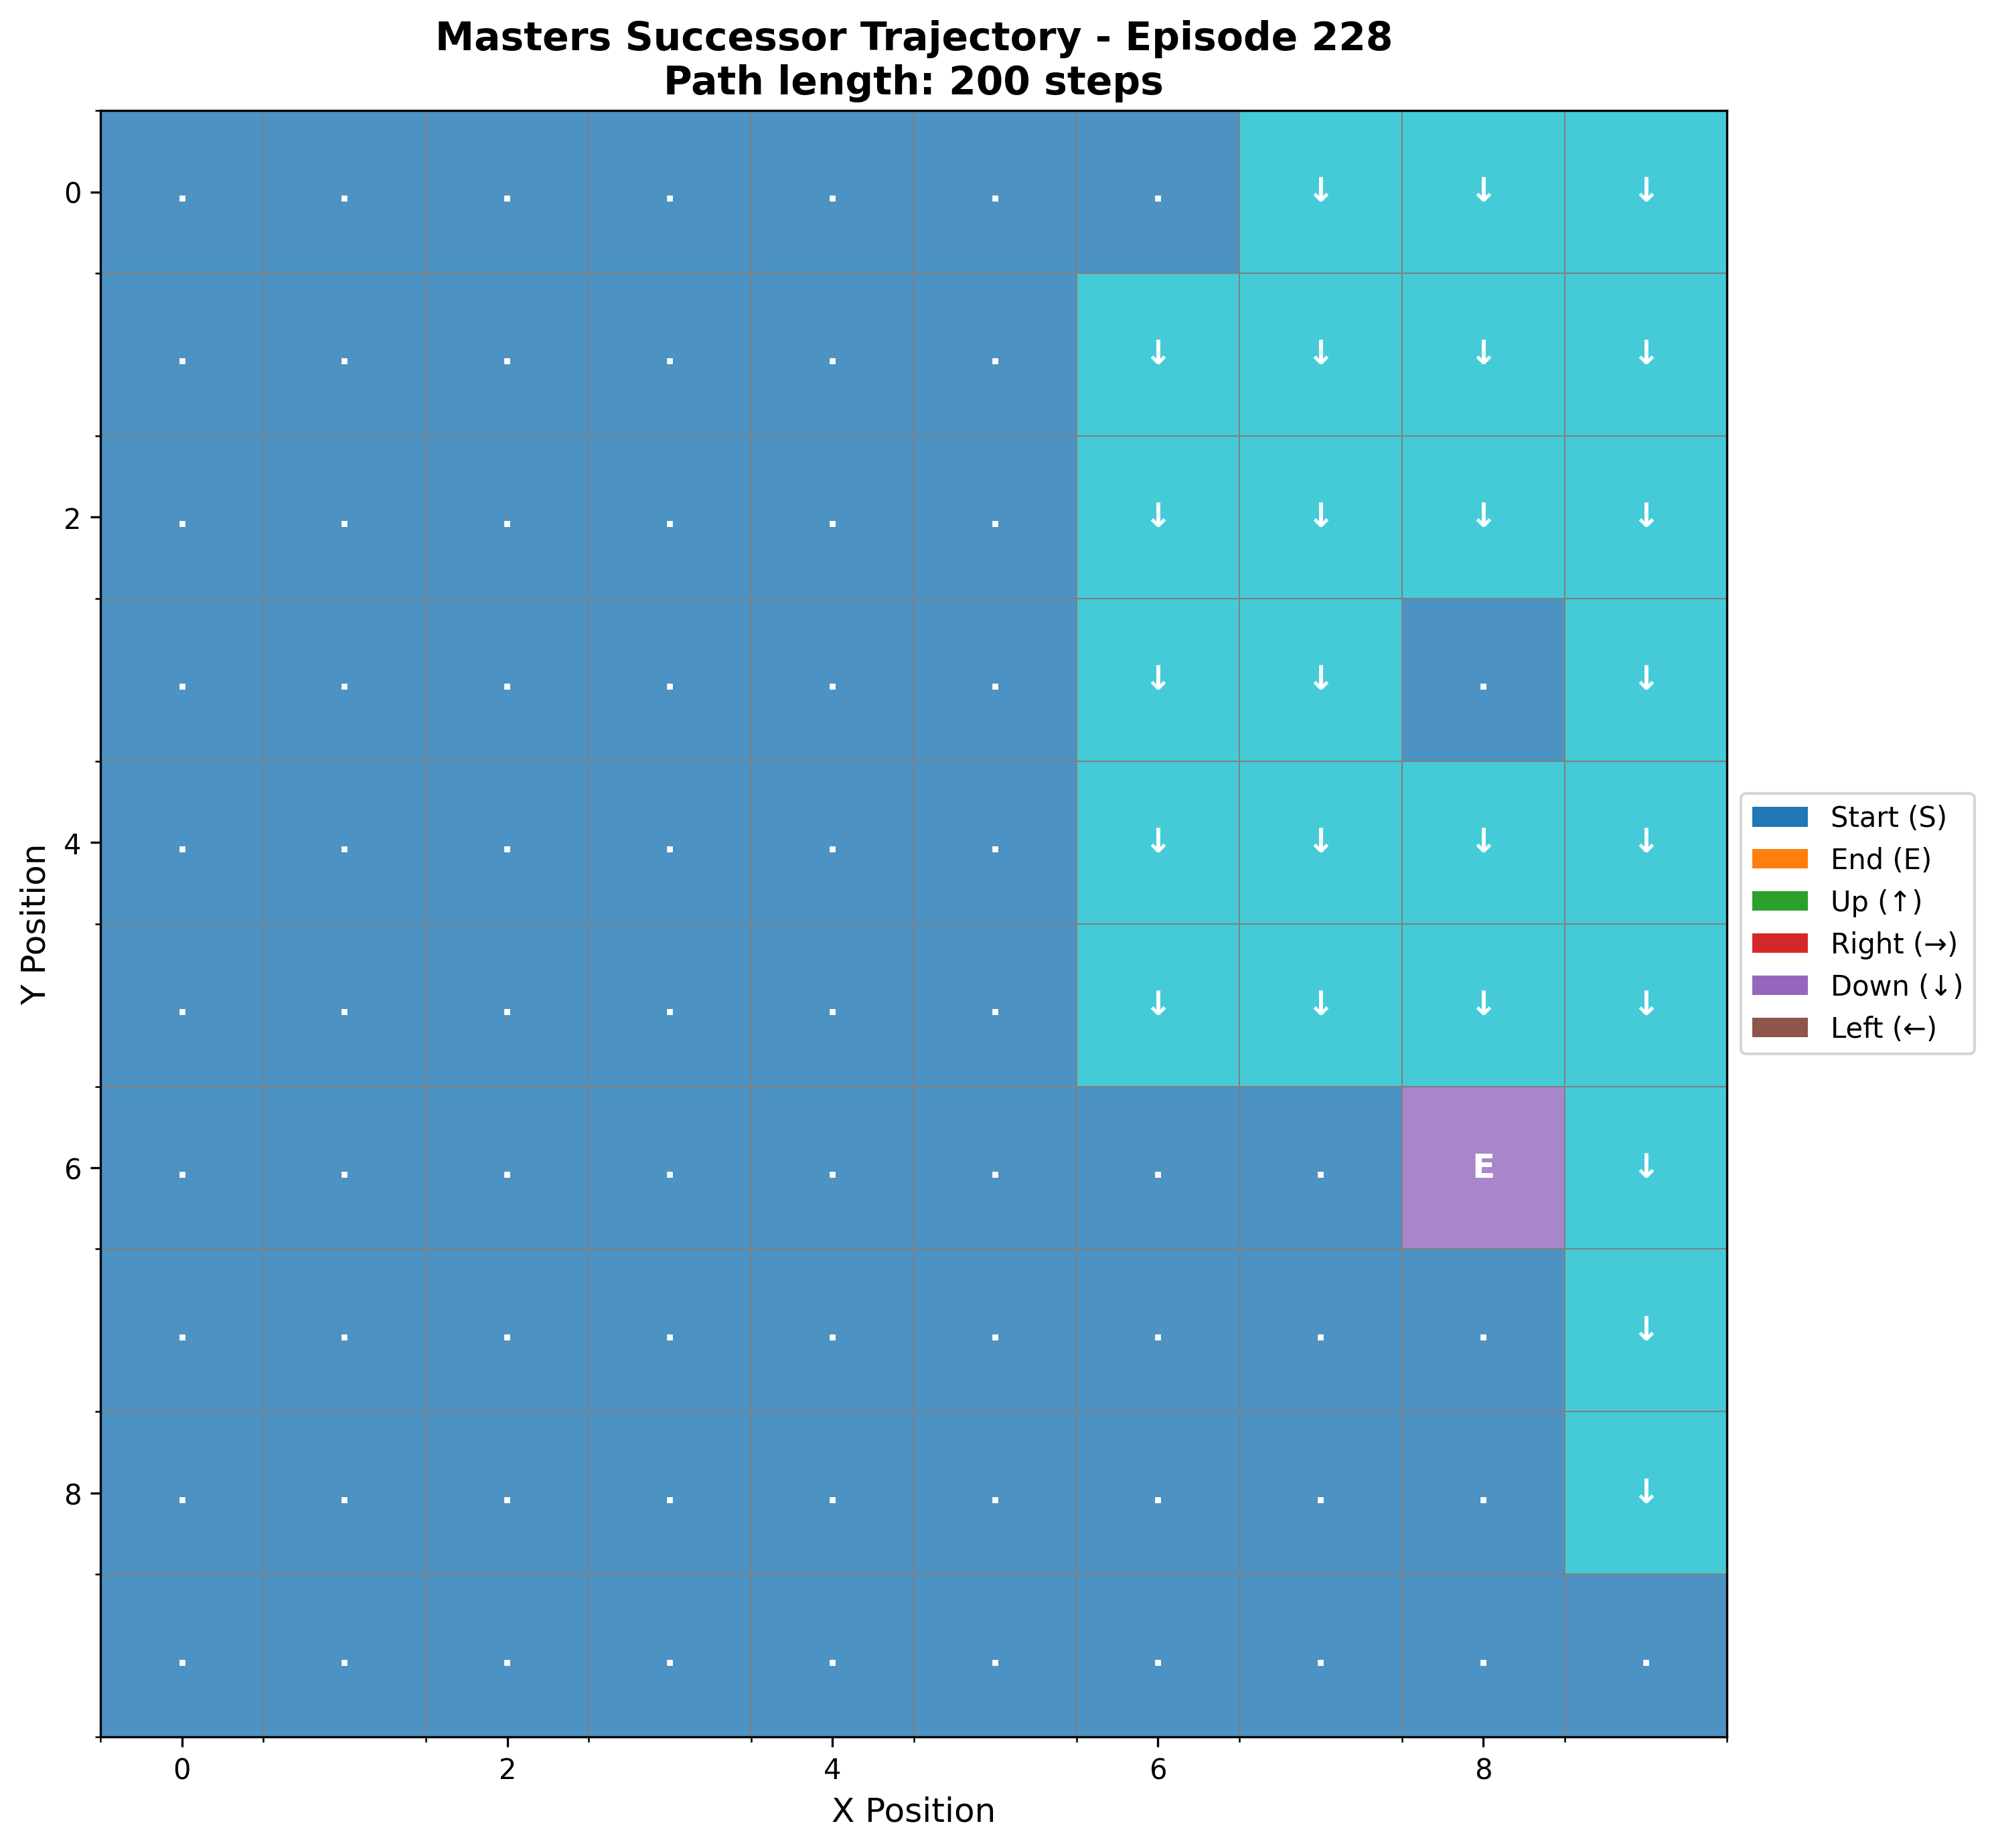 Masters Successor Trajectory - Episode 228
Path length: 200 steps
0 . . . . . . . ↓ ↓ ↓
. . . . . . ↓ ↓ ↓ ↓
2 . . . . . . ↓ ↓ ↓ ↓
. . . . . . ↓ ↓ . ↓
4 . . . . . . ↓ ↓ ↓ ↓
. . . . . . ↓ ↓ ↓ ↓
6 . . . . . . . . E ↓
. . . . . . . . . ↓
8 . . . . . . . . . ↓
. . . . . . . . . .
0 2 4 6 8
X Position
Y Position
Start (S)
End (E)
Up (↑)
Right (→)
Down (↓)
Left (←)